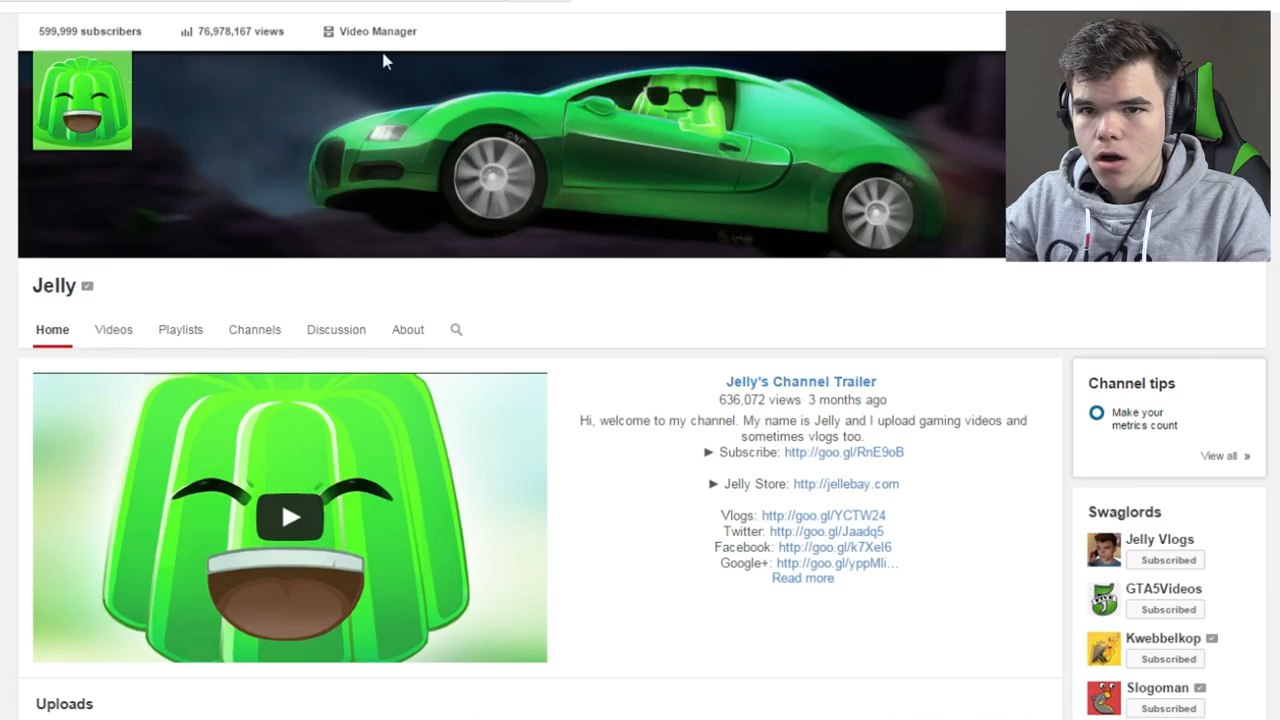 599,999 subscribers 76,978,167 views Video Manager
Jelly
Home Videos Playlists Channels Discussion About
Jelly's Channel Trailer
636,072 views 3 months ago
Hi, welcome to my channel. My name is Jelly and I upload gaming videos and
sometimes vlogs too.
► Subscribe: http://goo.gl/RnE9oB
► Jelly Store: http://jellebay.com
Vlogs: http://goo.gl/YCTW24
Twitter: http://goo.gl/Jaadq5
Facebook: http://goo.gl/k7XeI6
Google+: http://goo.gl/yppMli...
Read more
Channel tips
Make your
metrics count
View all »
Swaglords
Jelly Vlogs
Subscribed
GTA5Videos
Subscribed
Kwebbelkop
Subscribed
Slogoman
Subscribed
Uploads